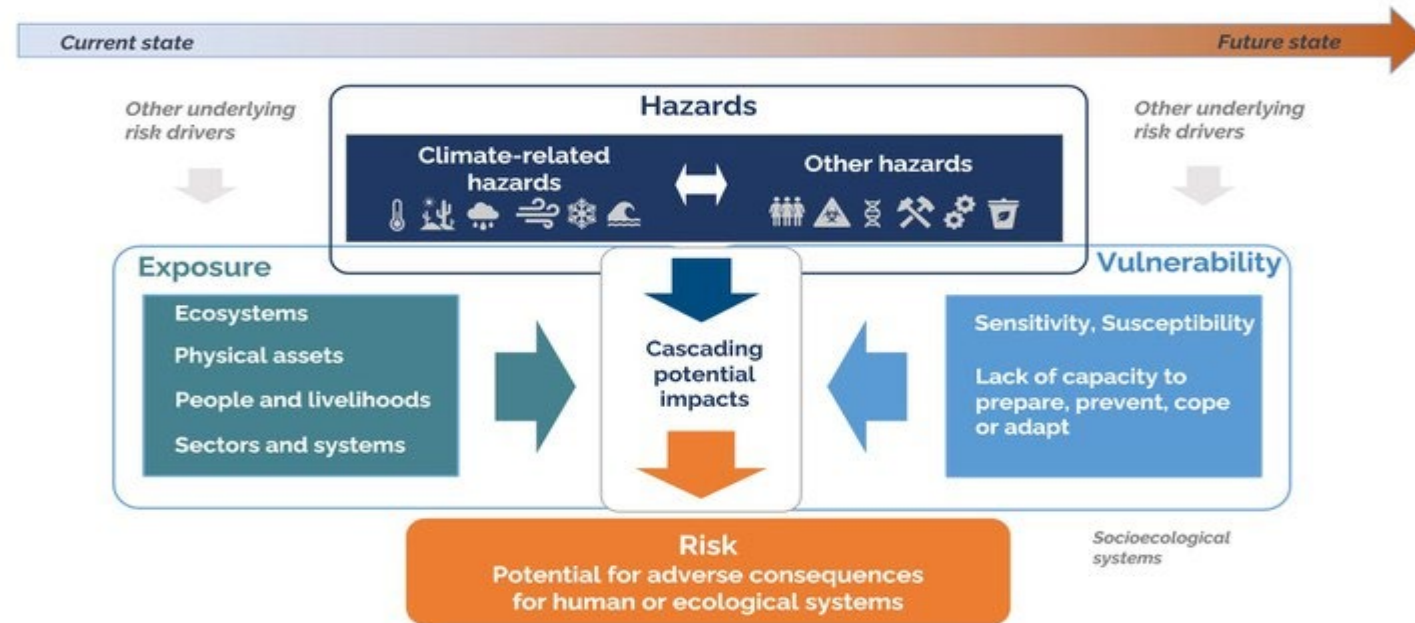 Current state
Future state
Other underlying
risk drivers
Hazards
Other underlying
risk drivers
Climate-related
hazards
Other hazards
Exposure
Vulnerability
Ecosystems
Physical assets
People and livelihoods
Sectors and systems
Cascading
potential
impacts
Sensitivity, Susceptibility
Lack of capacity to
prepare, prevent, cope
or adapt
Risk
Potential for adverse consequences
for human or ecological systems
Socioecological
systems